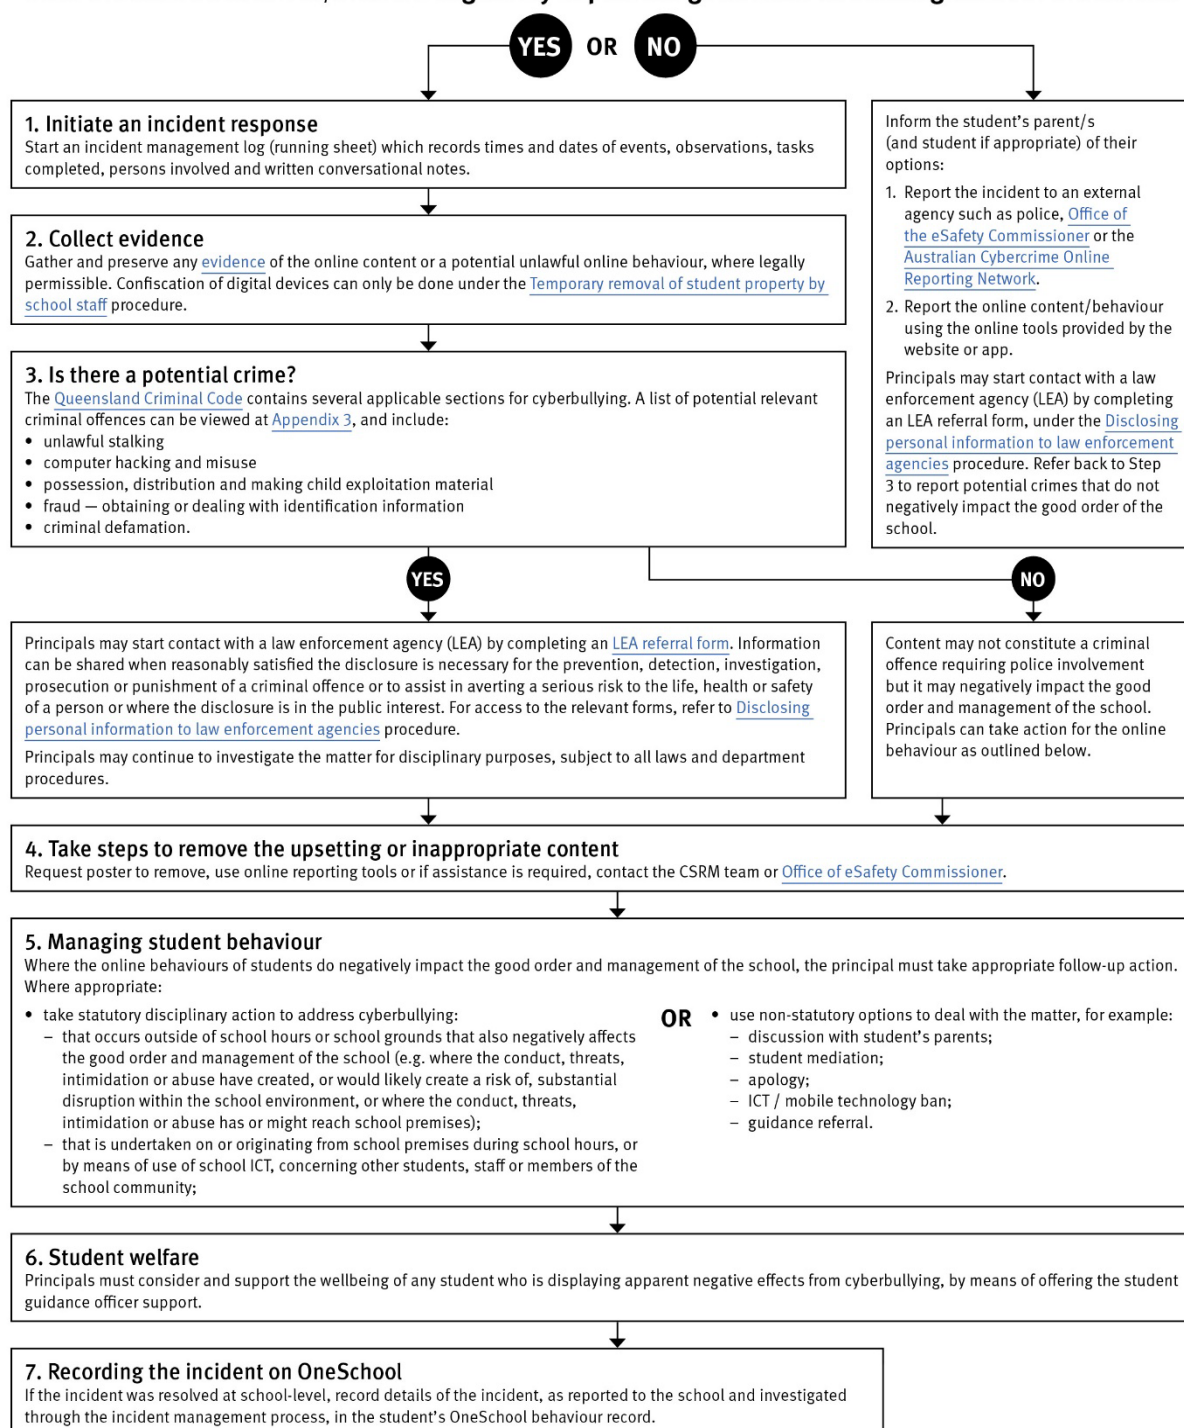 YES OR NO
1. Initiate an incident response
Start an incident management log (running sheet) which records times and dates of events, observations, tasks
completed, persons involved and written conversational notes.
2. Collect evidence
Gather and preserve any evidence of the online content or a potential unlawful online behaviour, where legally
permissible. Confiscation of digital devices can only be done under the Temporary removal of student property by
school staff procedure.
3. Is there a potential crime?
The Queensland Criminal Code contains several applicable sections for cyberbullying. A list of potential relevant
criminal offences can be viewed at Appendix 3, and include:
• unlawful stalking
• computer hacking and misuse
• possession, distribution and making child exploitation material
• fraud — obtaining or dealing with identification information
• criminal defamation.
Inform the student's parent/s
(and student if appropriate) of their
options:
1. Report the incident to an external
agency such as police, Office of
the eSafety Commissioner or the
Australian Cybercrime Online
Reporting Network.
2. Report the online content/behaviour
using the online tools provided by the
website or app.
Principals may start contact with a law
enforcement agency (LEA) by completing
an LEA referral form, under the Disclosing
personal information to law enforcement
agencies procedure. Refer back to Step
3 to report potential crimes that do not
negatively impact the good order of the
school.
YES
NO
Principals may start contact with a law enforcement agency (LEA) by completing an LEA referral form. Information
can be shared when reasonably satisfied the disclosure is necessary for the prevention, detection, investigation,
prosecution or punishment of a criminal offence or to assist in averting a serious risk to the life, health or safety
of a person or where the disclosure is in the public interest. For access to the relevant forms, refer to Disclosing
personal information to law enforcement agencies procedure.
Principals may continue to investigate the matter for disciplinary purposes, subject to all laws and department
procedures.
Content may not constitute a criminal
offence requiring police involvement
but it may negatively impact the good
order and management of the school.
Principals can take action for the online
behaviour as outlined below.
4. Take steps to remove the upsetting or inappropriate content
Request poster to remove, use online reporting tools or if assistance is required, contact the CSRM team or Office of eSafety Commissioner.
5. Managing student behaviour
Where the online behaviours of students do negatively impact the good order and management of the school, the principal must take appropriate follow-up action.
Where appropriate:
• take statutory disciplinary action to address cyberbullying:
– that occurs outside of school hours or school grounds that also negatively affects
the good order and management of the school (e.g. where the conduct, threats,
intimidation or abuse have created, or would likely create a risk of, substantial
disruption within the school environment, or where the conduct, threats,
intimidation or abuse has or might reach school premises);
– that is undertaken on or originating from school premises during school hours, or
by means of use of school ICT, concerning other students, staff or members of the
school community;
OR
• use non-statutory options to deal with the matter, for example:
– discussion with student's parents;
– student mediation;
– apology;
– ICT / mobile technology ban;
– guidance referral.
6. Student welfare
Principals must consider and support the wellbeing of any student who is displaying apparent negative effects from cyberbullying, by means of offering the student
guidance officer support.
7. Recording the incident on OneSchool
If the incident was resolved at school-level, record details of the incident, as reported to the school and investigated
through the incident management process, in the student's OneSchool behaviour record.